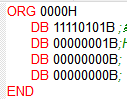 ORG 0000H
DB 11110101B ;
DB 00000001B ;H
DB 00000000B ;
DB 00000000B ;
END